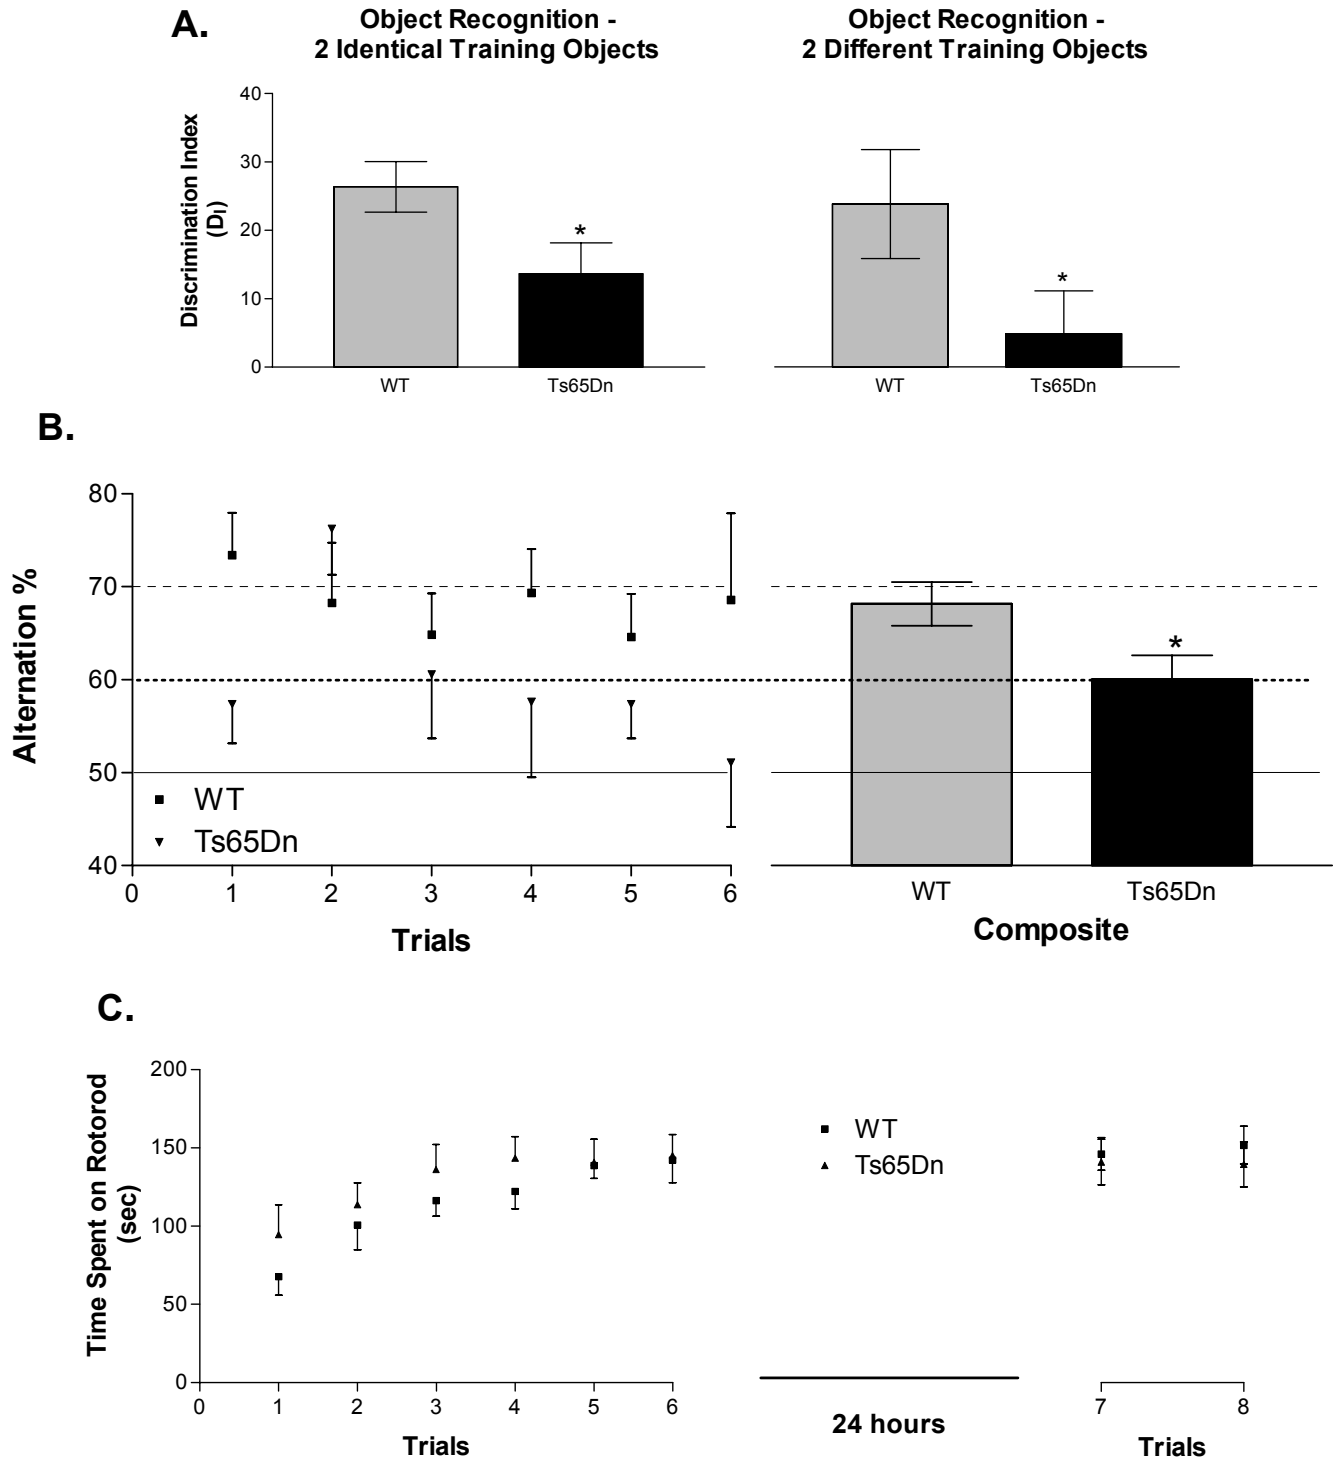 A.
Object Recognition -
2 Identical Training Objects
Object Recognition -
2 Different Training Objects
Discrimination Index
(DI)
40
30
20
10
0
*
*
WT
Ts65Dn
WT
Ts65Dn
B.
Alternation %
80
70
60
50
40
*
WT
Ts65Dn
0
1
2
3
4
5
6
Trials
WT
Ts65Dn
Composite
C.
Time Spent on Rotorod
(sec)
200
150
100
50
0
WT
Ts65Dn
0
1
2
3
4
5
6
Trials
24 hours
7
8
Trials